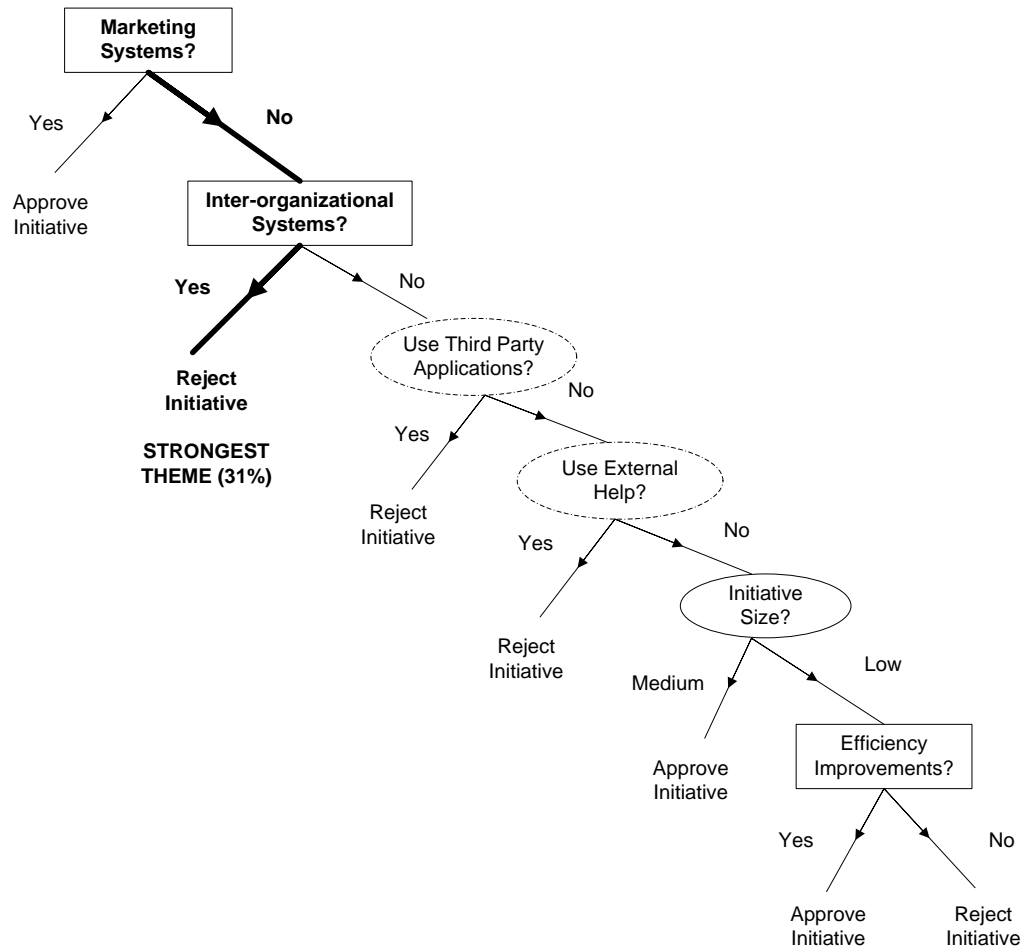 Marketing
Systems?
Yes
No
Approve
Initiative
Inter-organizational
Systems?
Yes
No
Reject
Initiative
STRONGEST
THEME (31%)
Use Third Party
Applications?
Yes
No
Reject
Initiative
Use External
Help?
Yes
No
Reject
Initiative
Initiative
Size?
Medium
Low
Approve
Initiative
Efficiency
Improvements?
Yes
No
Approve
Initiative
Reject
Initiative